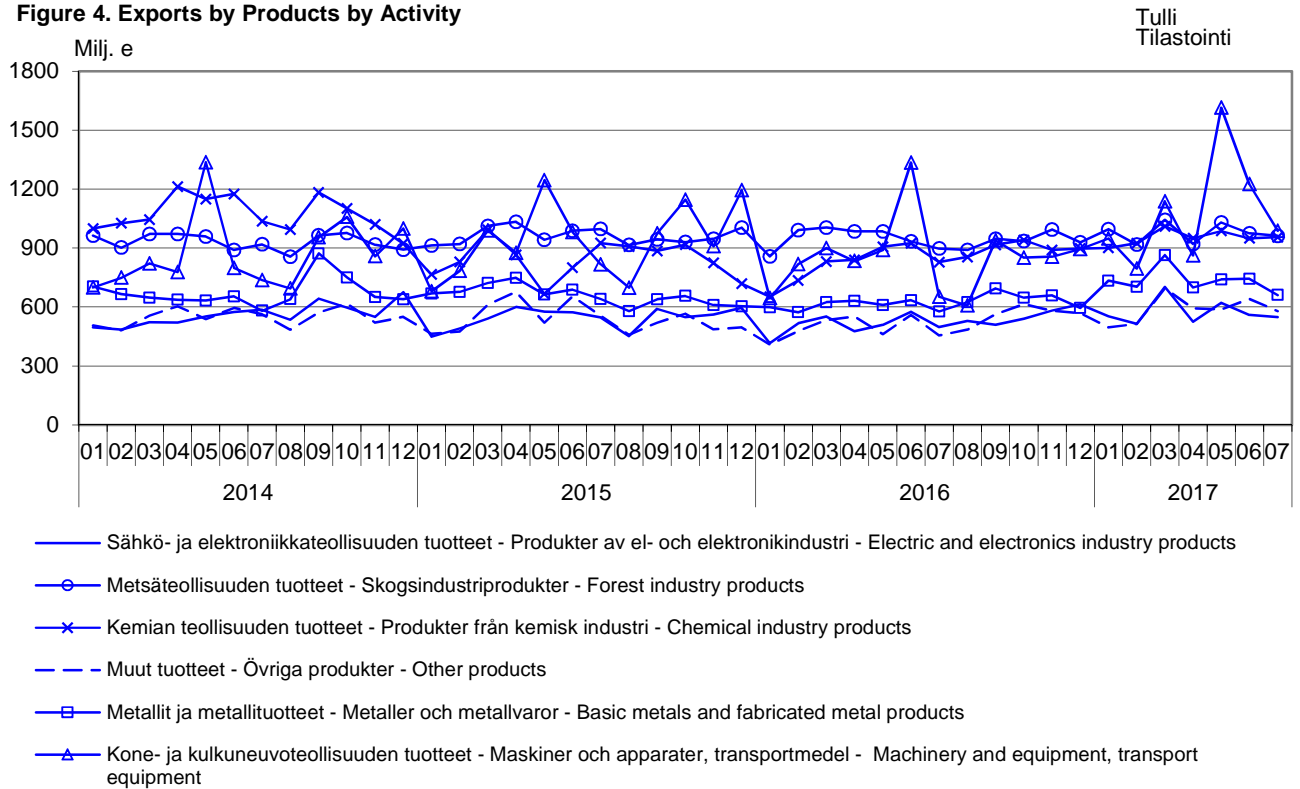 Figure 4. Exports by Products by Activity
Tulli
Tilastointi
Milj. e
1800
1500
1200
900
600
300
0
01 02 03 04 05 06 07 08 09 10 11 12 01 02 03 04 05 06 07 08 09 10 11 12 01 02 03 04 05 06 07 08 09 10 11 12 01 02 03 04 05 06 07
2014 2015 2016 2017
Sähkö- ja elektroniikkateollisuuden tuotteet - Produkter av el- och elektronikindustri - Electric and electronics industry products
Metsäteollisuuden tuotteet - Skogsindustriprodukter - Forest industry products
Kemian teollisuuden tuotteet - Produkter från kemisk industri - Chemical industry products
Muut tuotteet - Övriga produkter - Other products
Metallit ja metallituotteet - Metaller och metallvaror - Basic metals and fabricated metal products
Kone- ja kulkuneuvoteollisuuden tuotteet - Maskiner och apparater, transportmedel - Machinery and equipment, transport
equipment